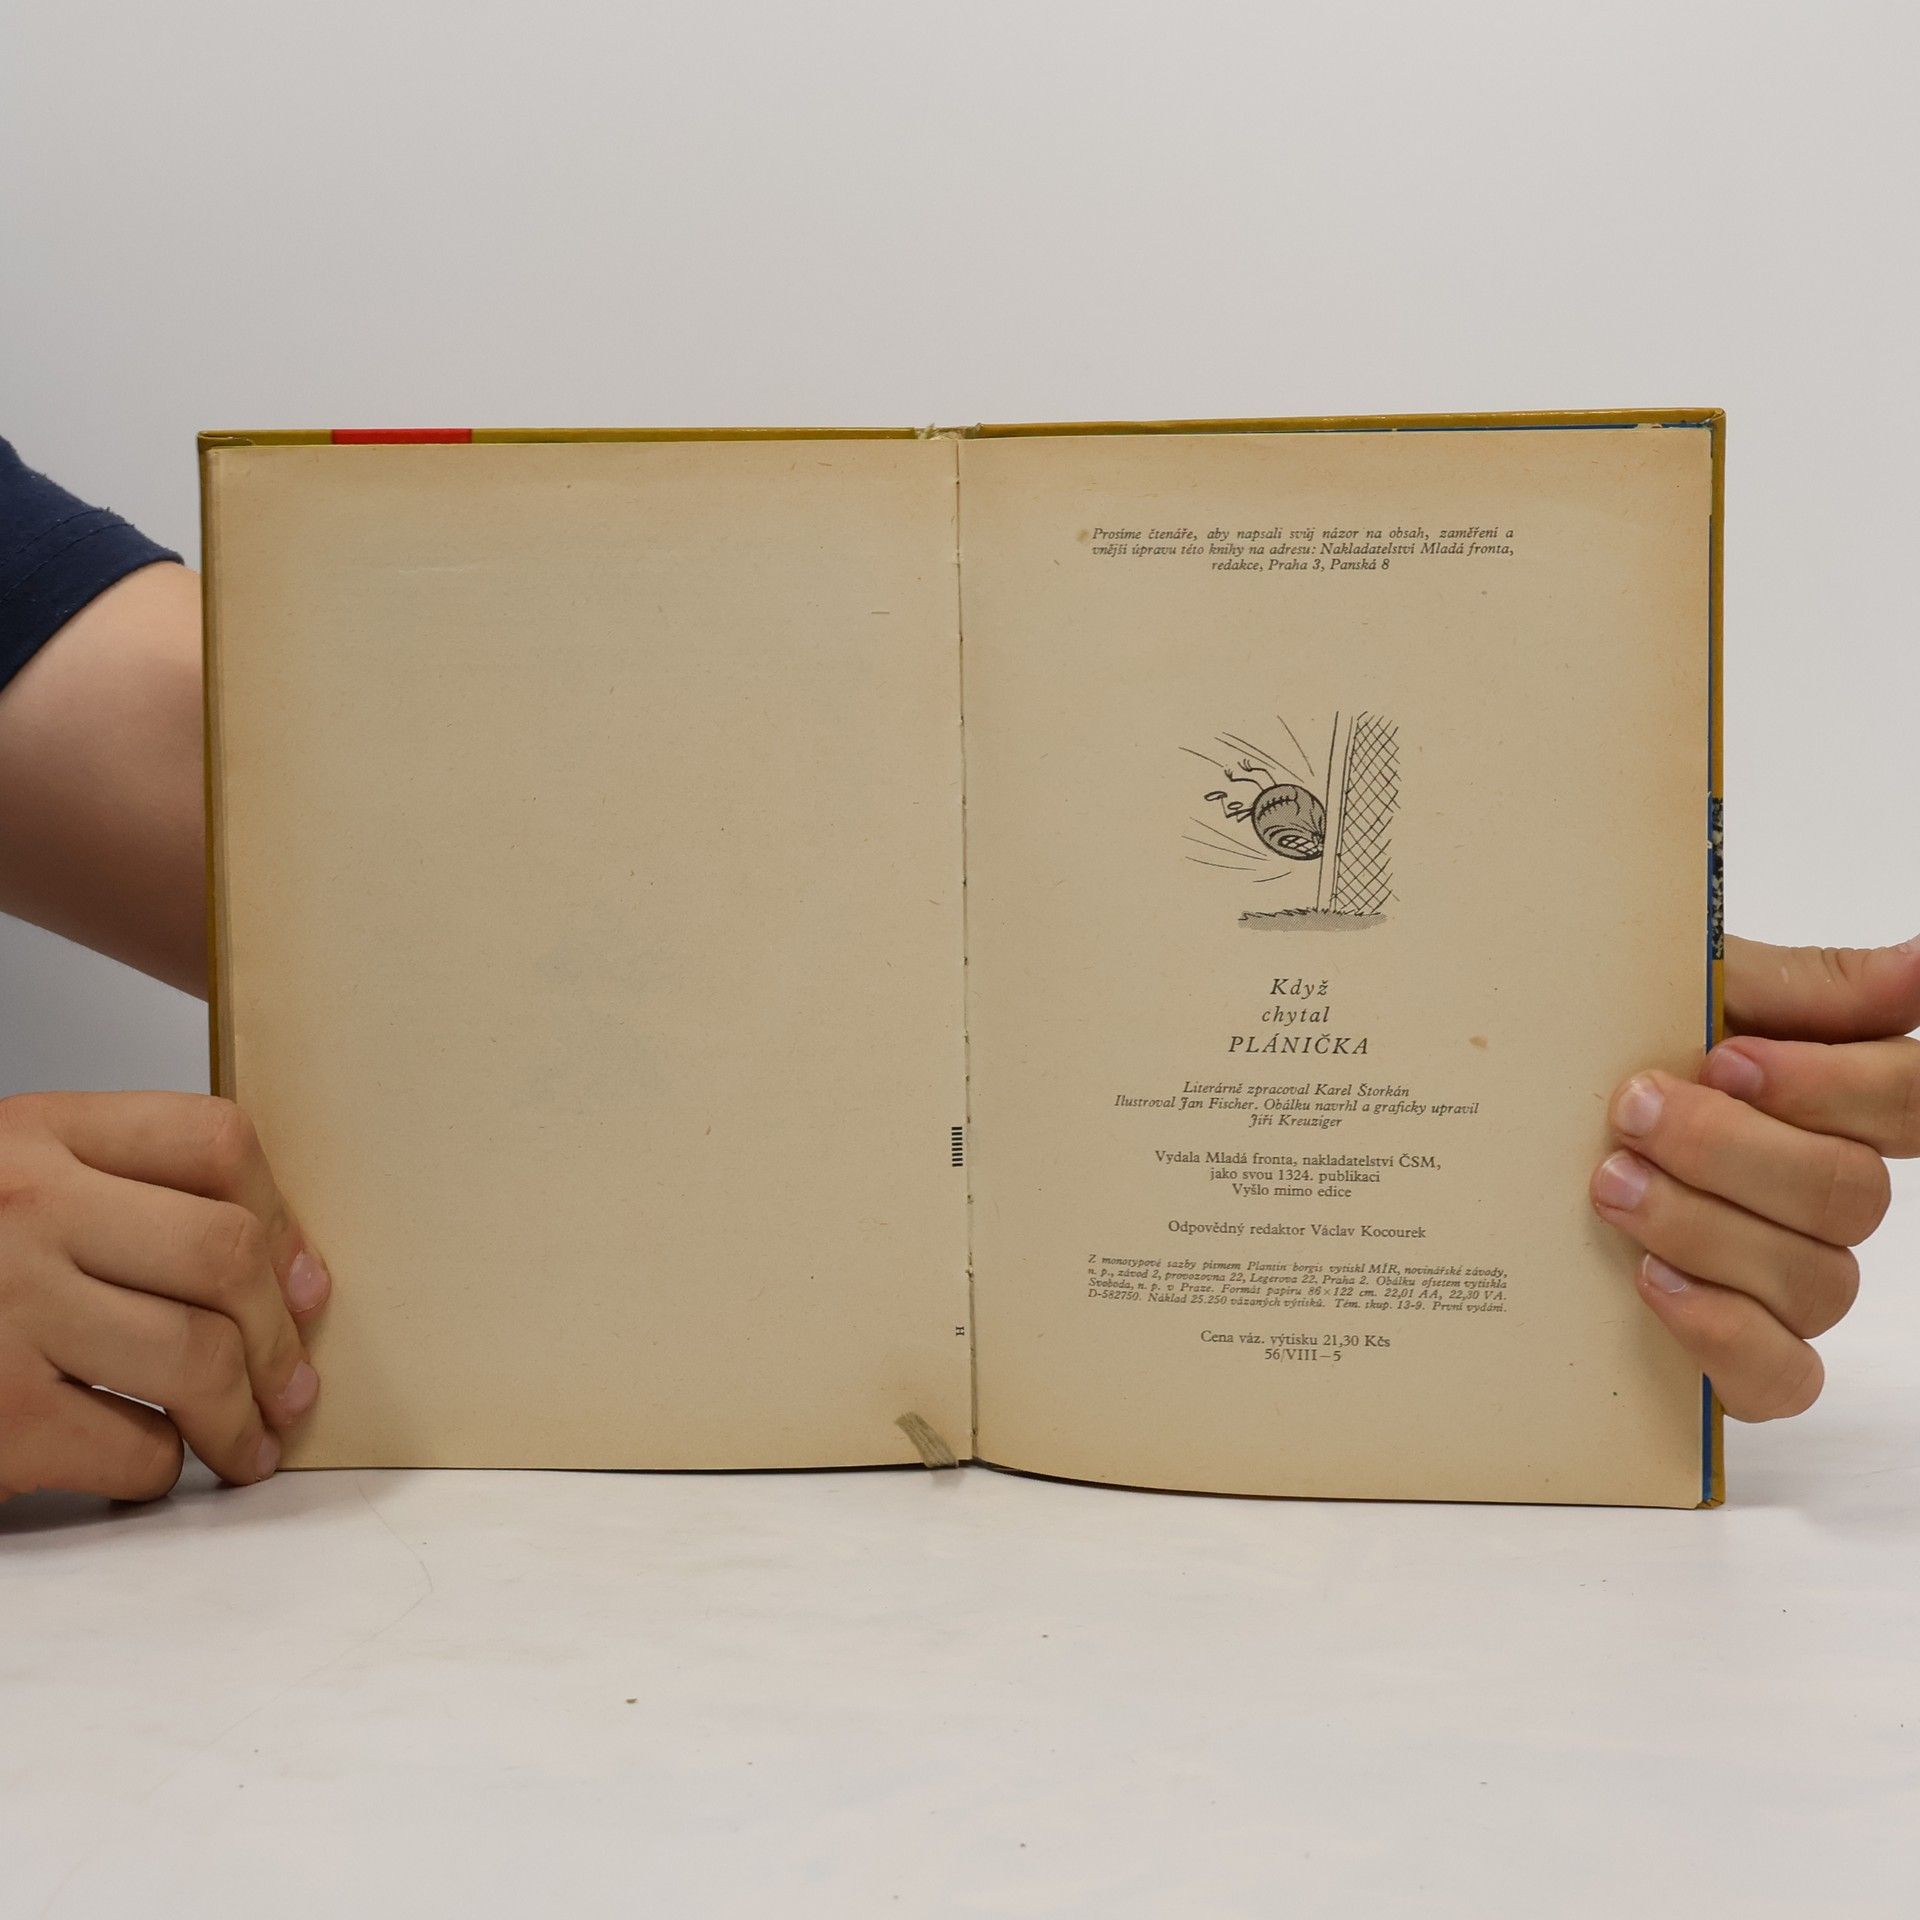 Prosíme čtenáře, aby napsali svůj názor na obsah, zaměření a
vnější úpravu této knihy na adresu: Nakladatelství Mladá fronta,
redakce, Praha 3, Panská 8
Když
chytal
PLÁNIČKA
Literárně zpracoval Karel Štorkán
Ilustroval Jan Fischer. Obálku navrhl a graficky upravil
Jiří Kreuziger
Vydala Mladá fronta, nakladatelství ČSM,
jako svou 1324. publikaci
Vyšlo mimo edice
Odpovědný redaktor Václav Kocourek
Z monotypové sazby písmem Plantin borgis vytiskl MÍR, novinářské závody,
n. p., závod 2, provozovna 22, Legerova 22, Praha 2. Obálku ofsetem vytiskla
Svoboda, n. p. v Praze. Formát papíru 86 × 122 cm. 22,01 AA, 22,30 VA.
D-582750. Náklad 25.250 vázaných výtisků. Tém. skup. 13-9. První vydání.
Cena váz. výtisku 21,30 Kčs
56/VIII–5
H